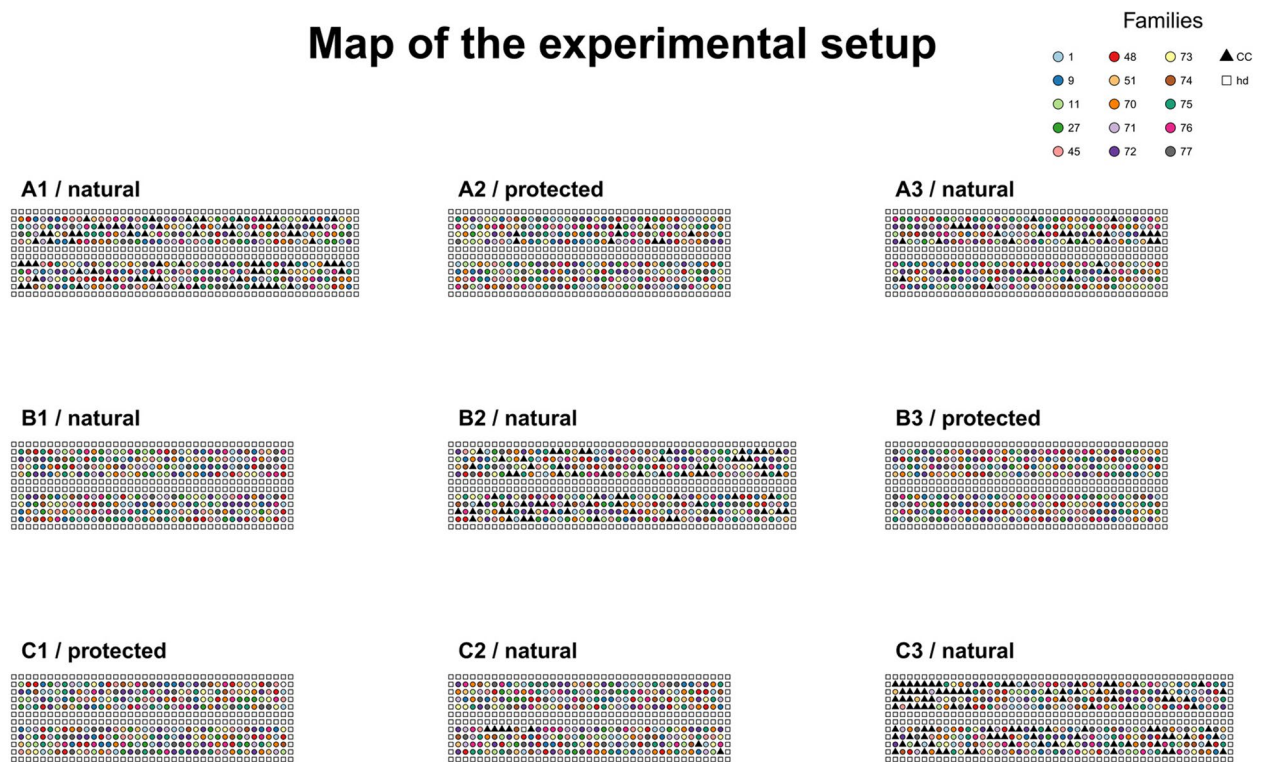 Map of the experimental setup
Families
1 48 73 CC
9 51 74 hd
11 70 75
27 71 76
45 72 77
A1 / natural A2 / protected A3 / natural
B1 / natural B2 / natural B3 / protected
C1 / protected C2 / natural C3 / natural